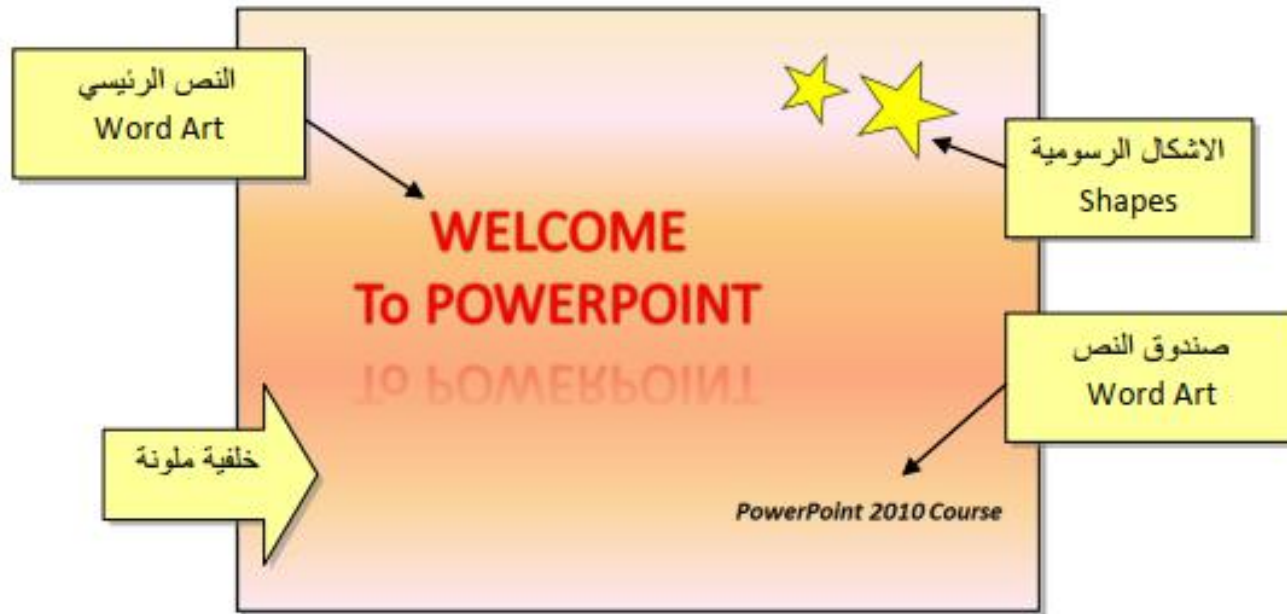 النص الرئيسي
Word Art
الاشكال الرسومية
Shapes
WELCOME
To POWERPOINT
To POWERPOINT
صندوق النص
Word Art
خلفية ملونة
PowerPoint 2010 Course